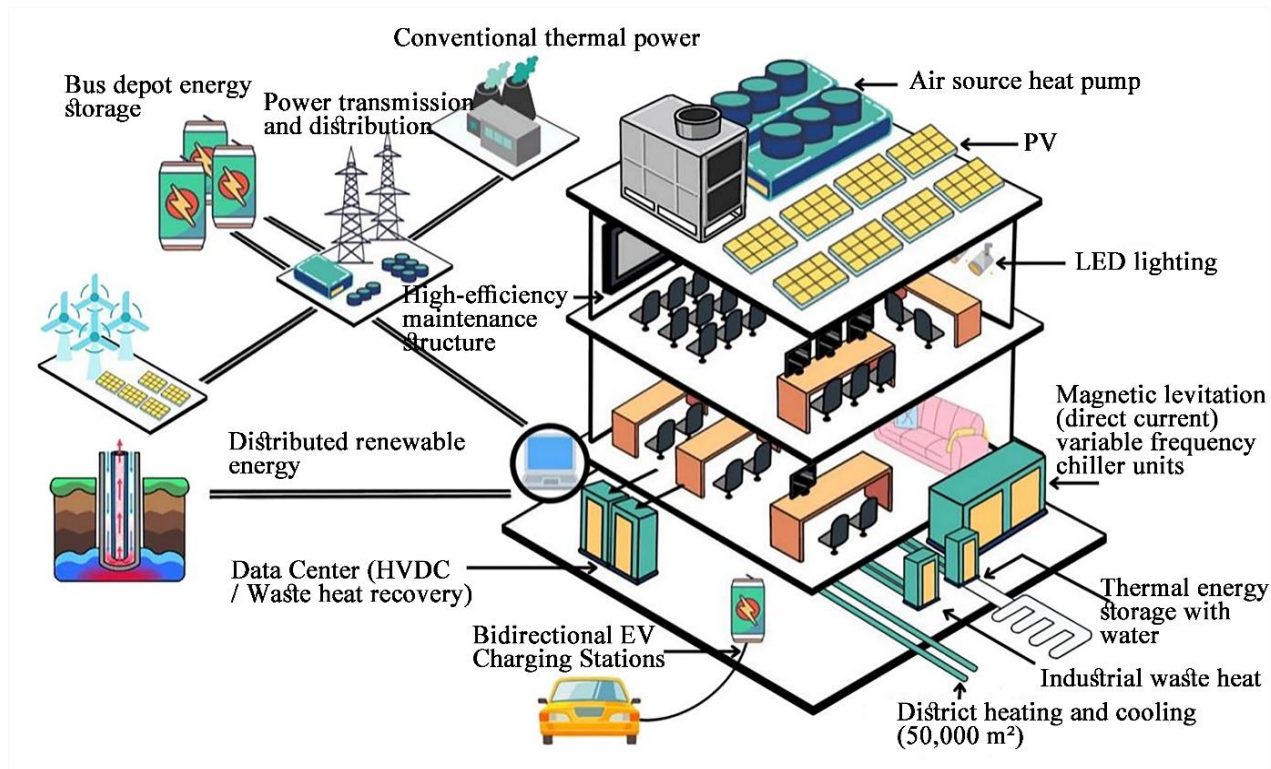 Conventional thermal power
Bus depot energy
storage
Power transmission
and distribution
Air source heat pump
PV
LED lighting
High-efficiency
maintenance
structure
Magnetic levitation
(direct current)
variable frequency
chiller units
Distributed renewable
energy
Data Center (HVDC
/ Waste heat recovery)
Thermal energy
storage with
water
Bidirectional EV
Charging Stations
Industrial waste heat
District heating and cooling
(50,000 m²)